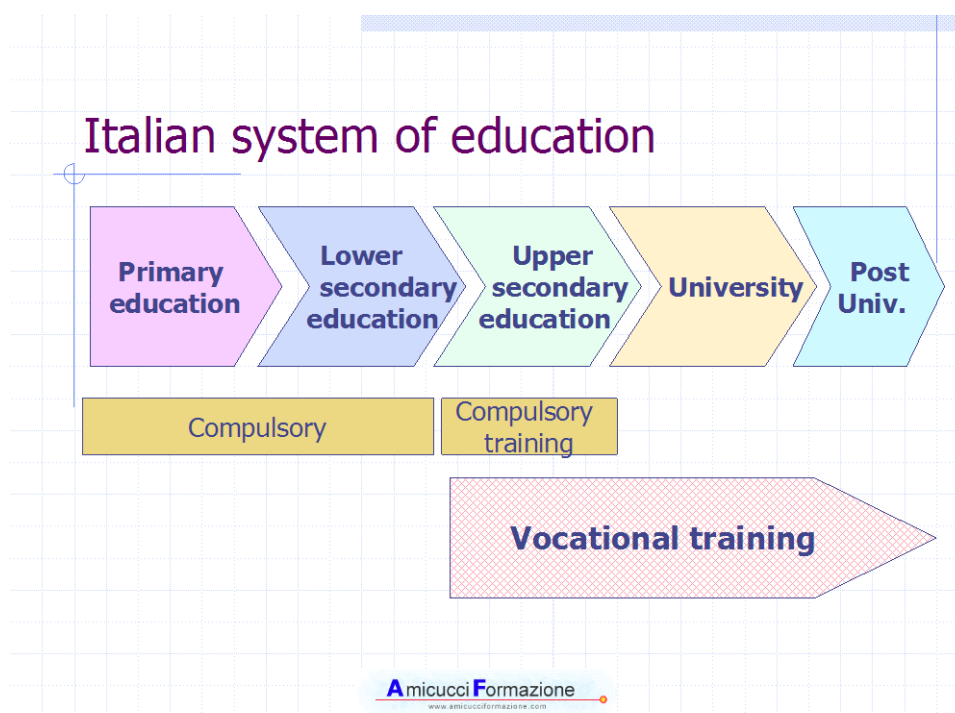 Italian system of education
Primary
education
Lower
secondary
education
Upper
secondary
education
University
Post
Univ.
Compulsory
Compulsory
training
Vocational training
Amicucci Formazione
www.amicucciformazione.com